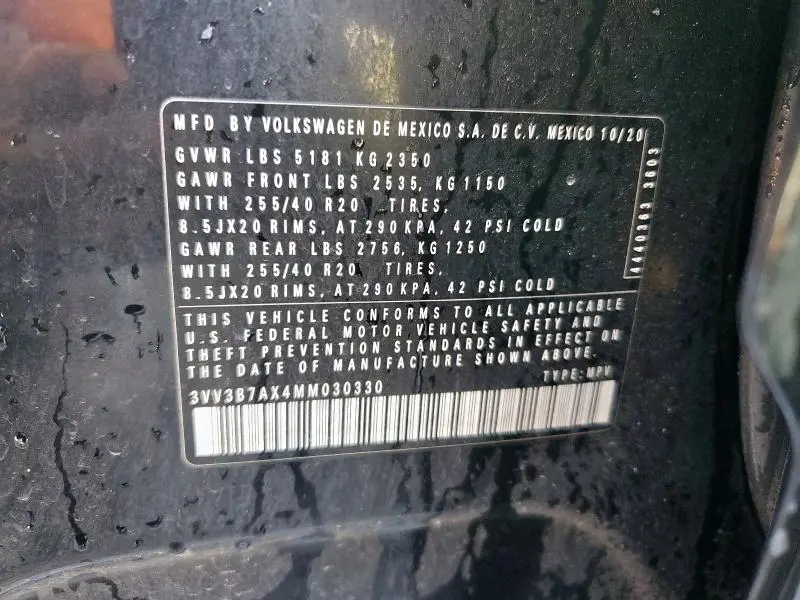 MFD BY VOLKSWAGEN DE MEXICO S.A. DE C.V. MEXICO 10/20
GVWR LBS 5181 KG 2350
GAWR FRONT LBS 2535, KG 1150
WITH 255/40 R20 TIRES,
8.5JX20 RIMS, AT 290 KPA, 42 PSI COLD
GAWR REAR LBS 2756, KG 1250
WITH 255/40 R20 TIRES,
8.5JX20 RIMS, AT 290 KPA, 42 PSI COLD
4440363 3603
THIS VEHICLE CONFORMS TO ALL APPLICABLE
U.S. FEDERAL MOTOR VEHICLE SAFETY AND
THEFT PREVENTION STANDARDS IN EFFECT ON
THE DATE OF MANUFACTURE SHOWN ABOVE.
3VV3B7AX4MM030330
TYPE: MPV